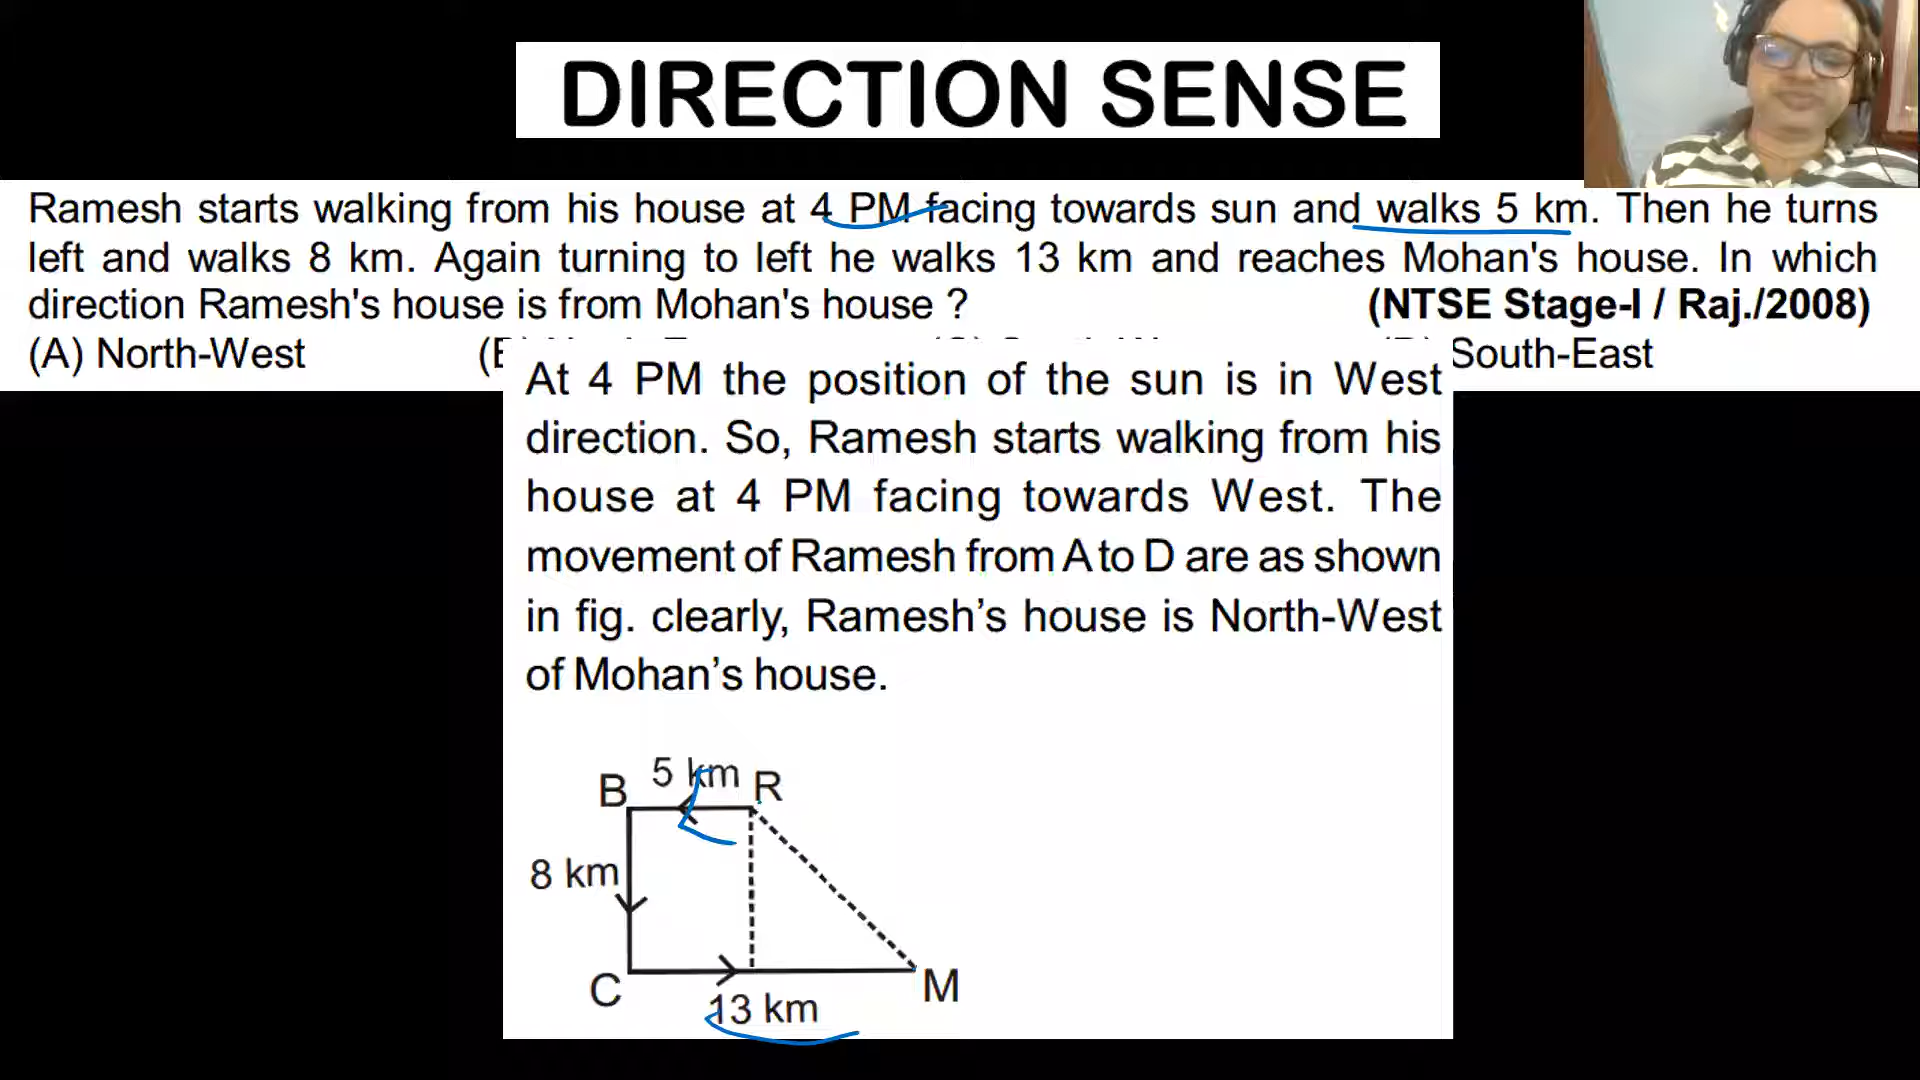 DIRECTION SENSE
Ramesh starts walking from his house at 4 PM facing towards sun and walks 5 km. Then he turns
left and walks 8 km. Again turning to left he walks 13 km and reaches Mohan's house. In which
direction Ramesh's house is from Mohan's house ?
(NTSE Stage-I / Raj./2008)
(A) North-West
South-East
At 4 PM the position of the sun is in West
direction. So, Ramesh starts walking from his
house at 4 PM facing towards West. The
movement of Ramesh from A to D are as shown
in fig. clearly, Ramesh’s house is North-West
of Mohan’s house.
5 km
B
R
8 km
C
M
13 km